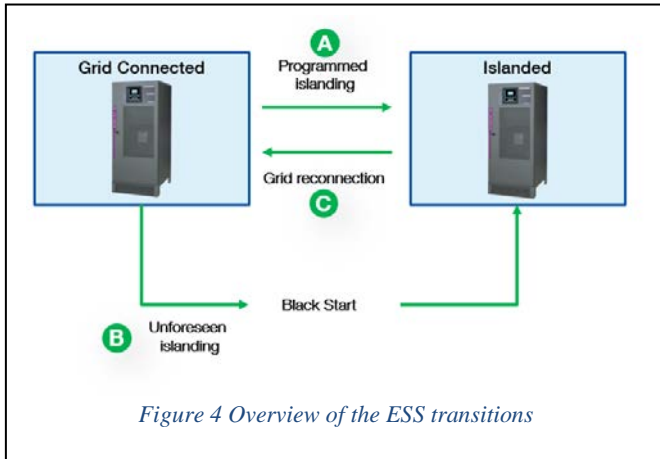 A
Grid Connected
Programmed
islanding
Islanded
Grid reconnection
C
Black Start
B
Unforeseen
islanding
Figure 4 Overview of the ESS transitions